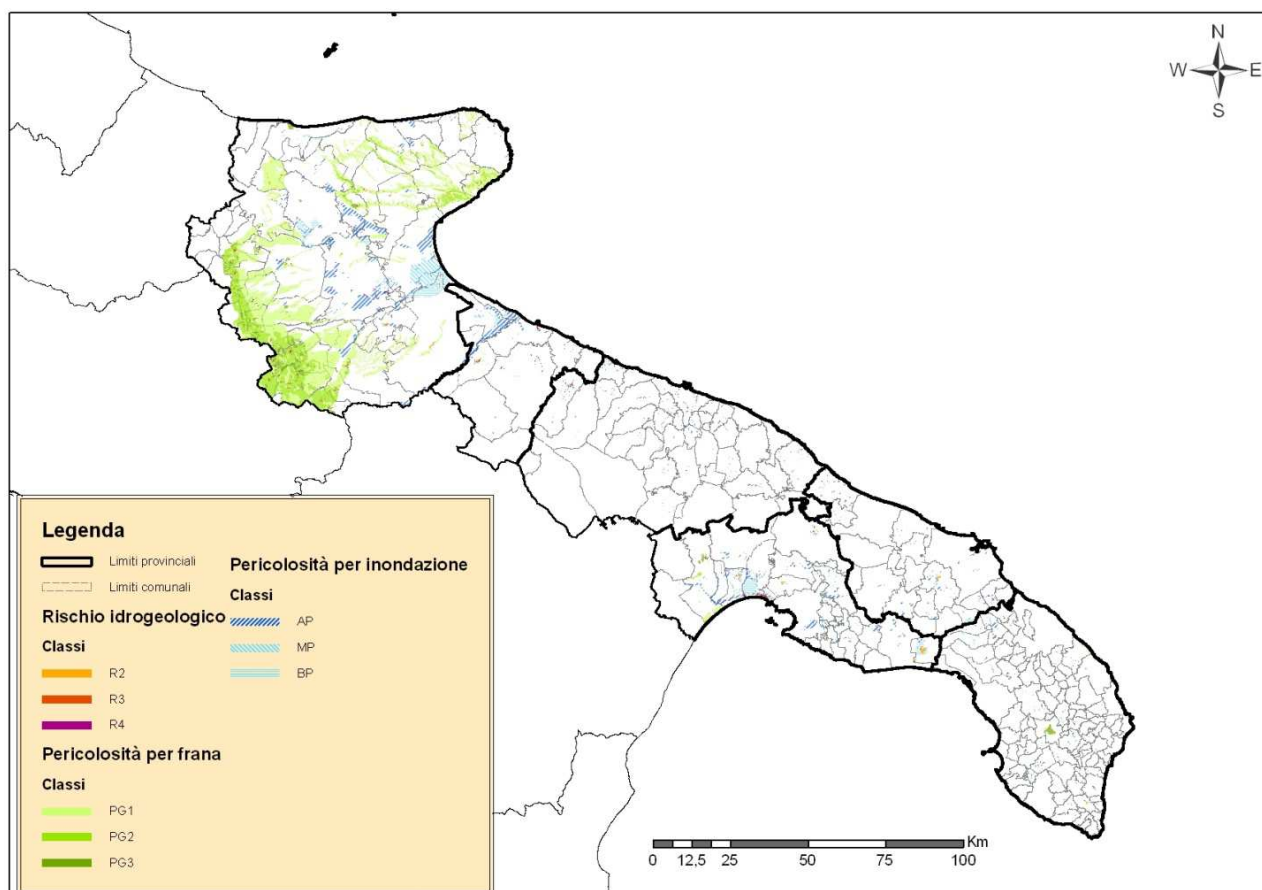 N
W E
S
Legenda
Limiti provinciali
Limiti comunali
Rischio idrogeologico
Classi
R2
R3
R4
Pericolosità per frana
Classi
PG1
PG2
PG3
Pericolosità per inondazione
Classi
AP
MP
BP
Km
0 12,5 25 50 75 100